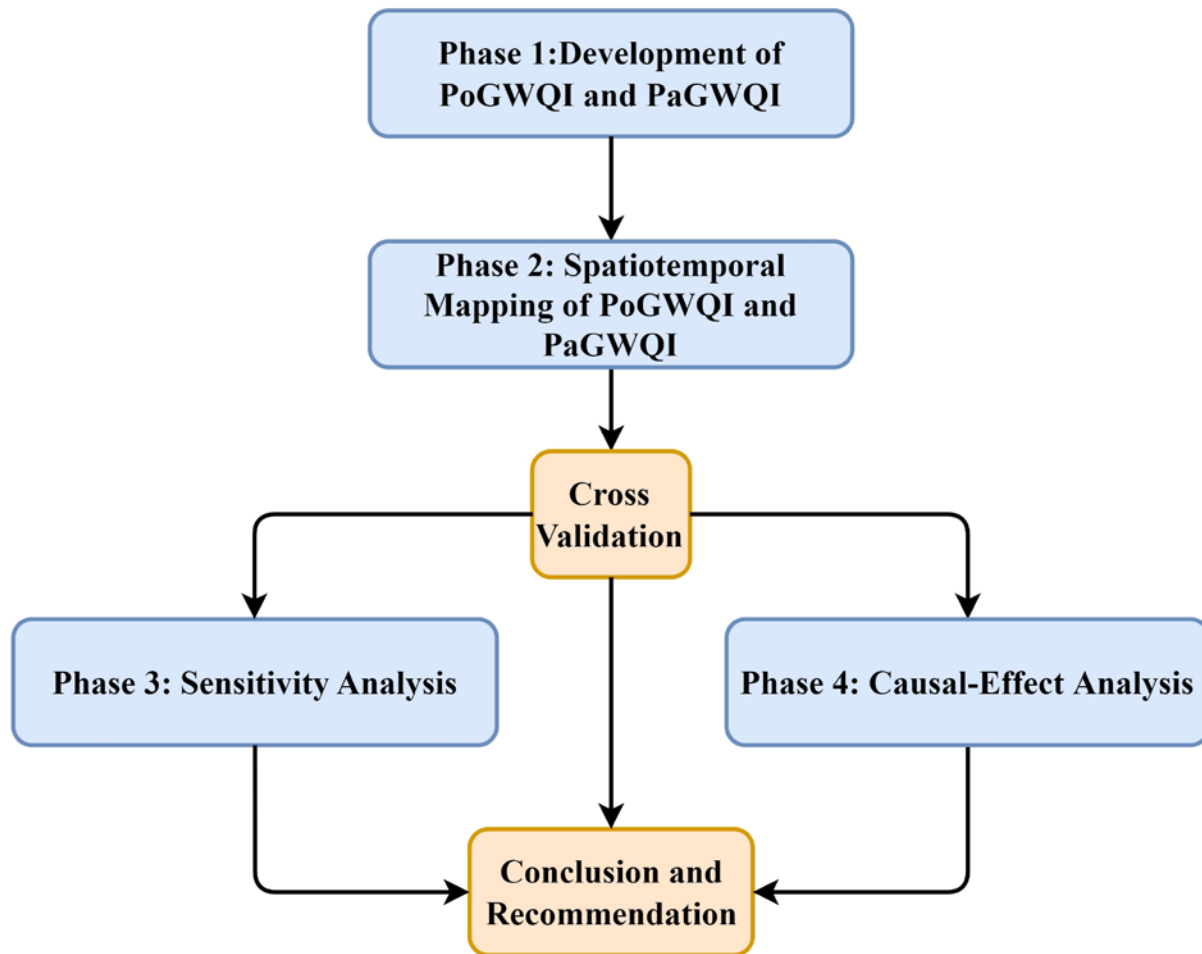 Phase 1:Development of
PoGWQI and PaGWQI
Phase 2: Spatiotemporal
Mapping of PoGWQI and
PaGWQI
Cross
Validation
Phase 3: Sensitivity Analysis
Phase 4: Causal-Effect Analysis
Conclusion and
Recommendation